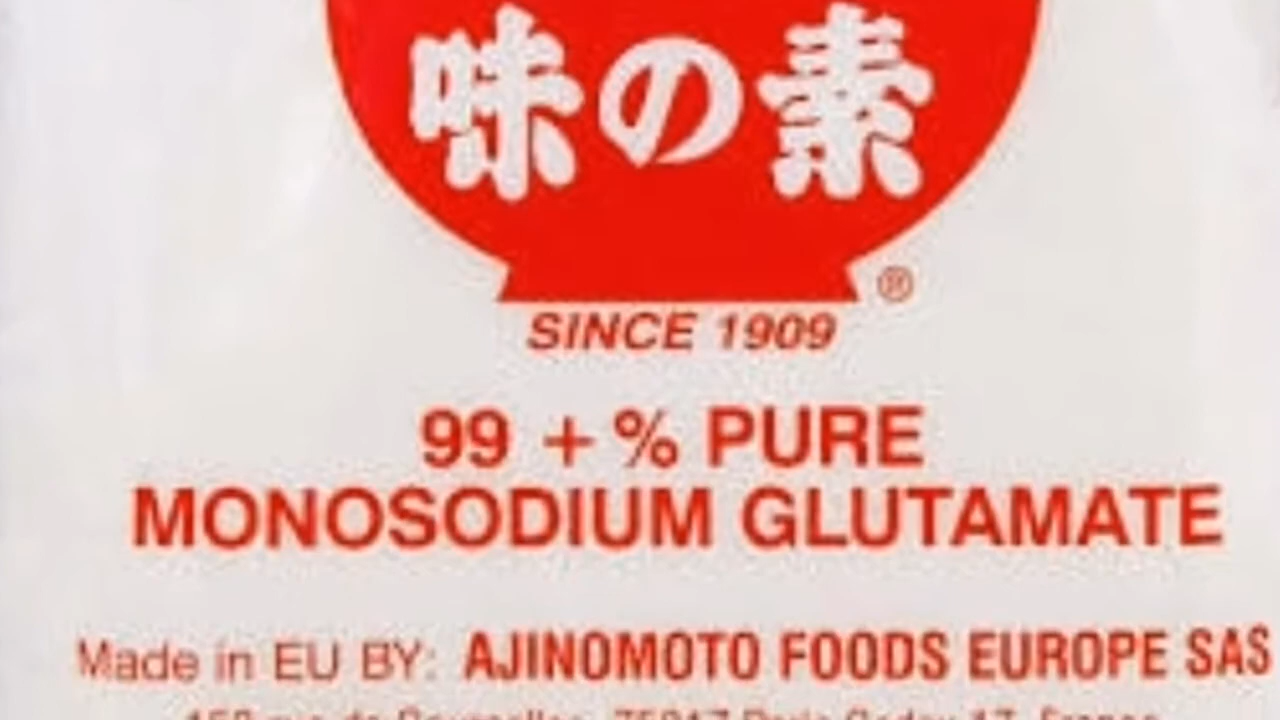 味の素
®
SINCE 1909
99 + % PURE
MONOSODIUM GLUTAMATE
Made in EU BY: AJINOMOTO FOODS EUROPE SAS